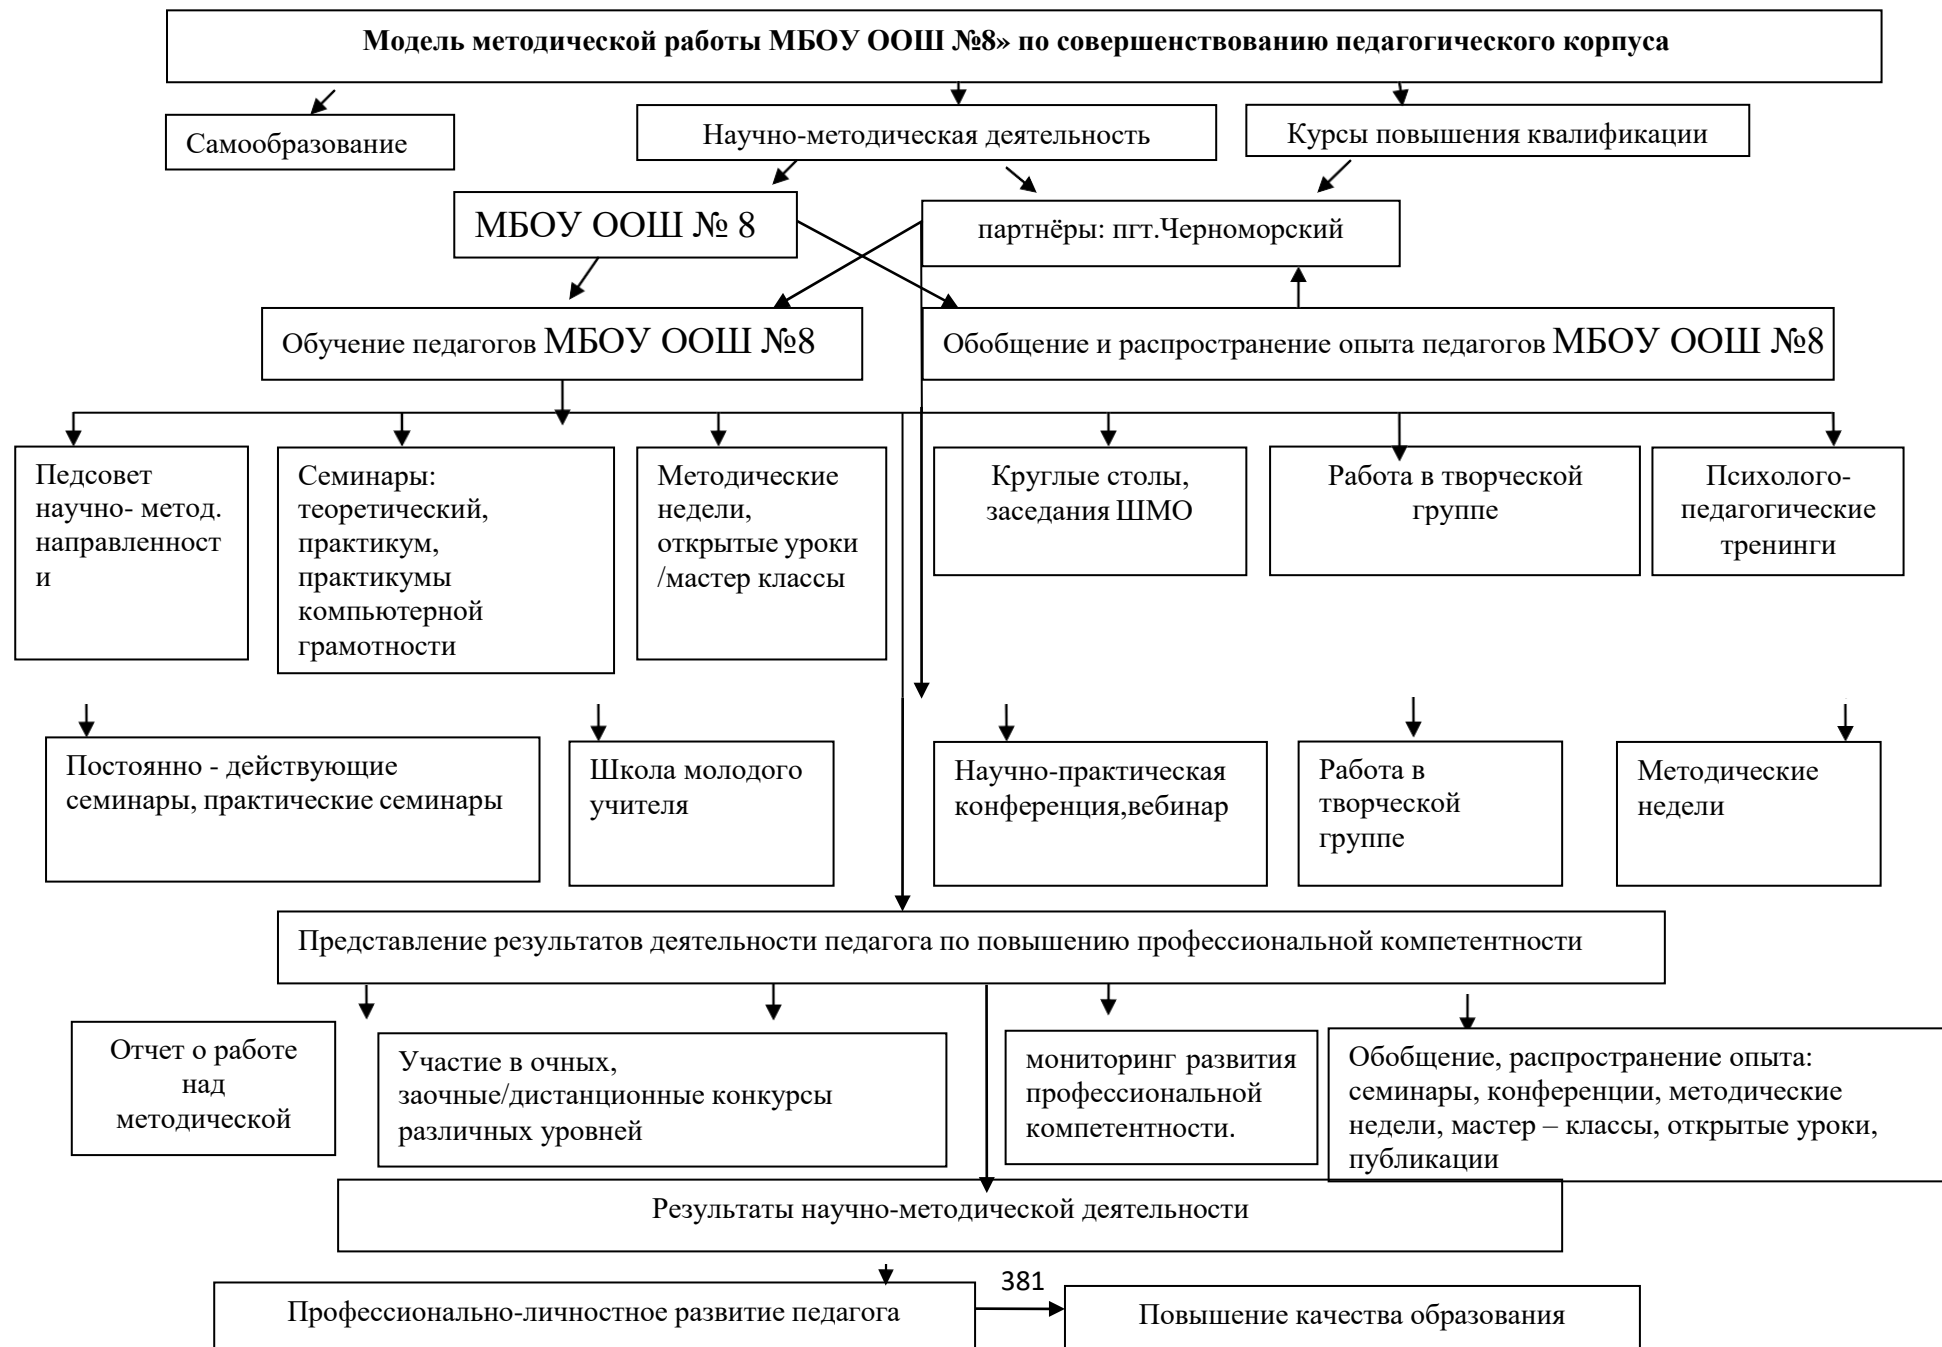 Модель методической работы МБОУ ООШ №8» по совершенствованию педагогического корпуса
Самообразование
Научно-методическая деятельность
Курсы повышения квалификации
МБОУ ООШ № 8
партнёры: пгт.Черноморский
Обучение педагогов МБОУ ООШ №8
Обобщение и распространение опыта педагогов МБОУ ООШ №8
Педсовет
научно- метод.
направленност
и
Семинары:
теоретический,
практикум,
практикумы
компьютерной
грамотности
Методические
недели,
открытые уроки
/мастер классы
Круглые столы,
заседания ШМО
Работа в творческой
группе
Психолого-
педагогические
тренинги
Постоянно - действующие
семинары, практические семинары
Школа молодого
учителя
Научно-практическая
конференция,вебинар
Работа в
творческой
группе
Методические
недели
Представление результатов деятельности педагога по повышению профессиональной компетентности
Отчет о работе
над
методической
Участие в очных,
заочные/дистанционные конкурсы
различных уровней
мониторинг развития
профессиональной
компетентности.
Обобщение, распространение опыта:
семинары, конференции, методические
недели, мастер – классы, открытые уроки,
публикации
Результаты научно-методической деятельности
Профессионально-личностное развитие педагога
381
Повышение качества образования